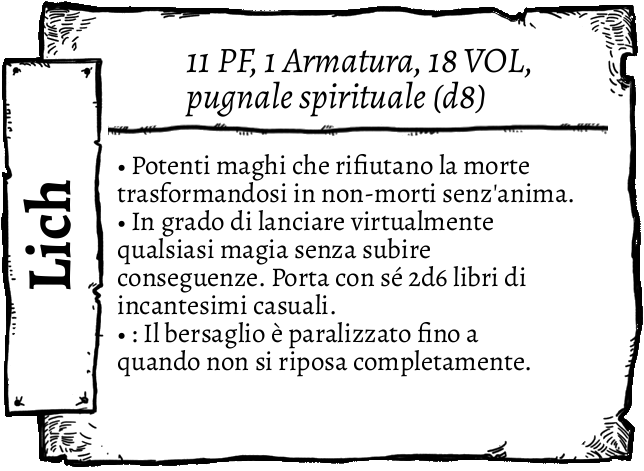 Lich
11 PF, 1 Armatura, 18 VOL,
pugnale spirituale (d8)
• Potenti maghi che rifiutano la morte
trasformandosi in non-morti senz'anima.
• In grado di lanciare virtualmente
qualsiasi magia senza subire
conseguenze. Porta con sé 2d6 libri di
incantesimi casuali.
• : Il bersaglio è paralizzato fino a
quando non si riposa completamente.